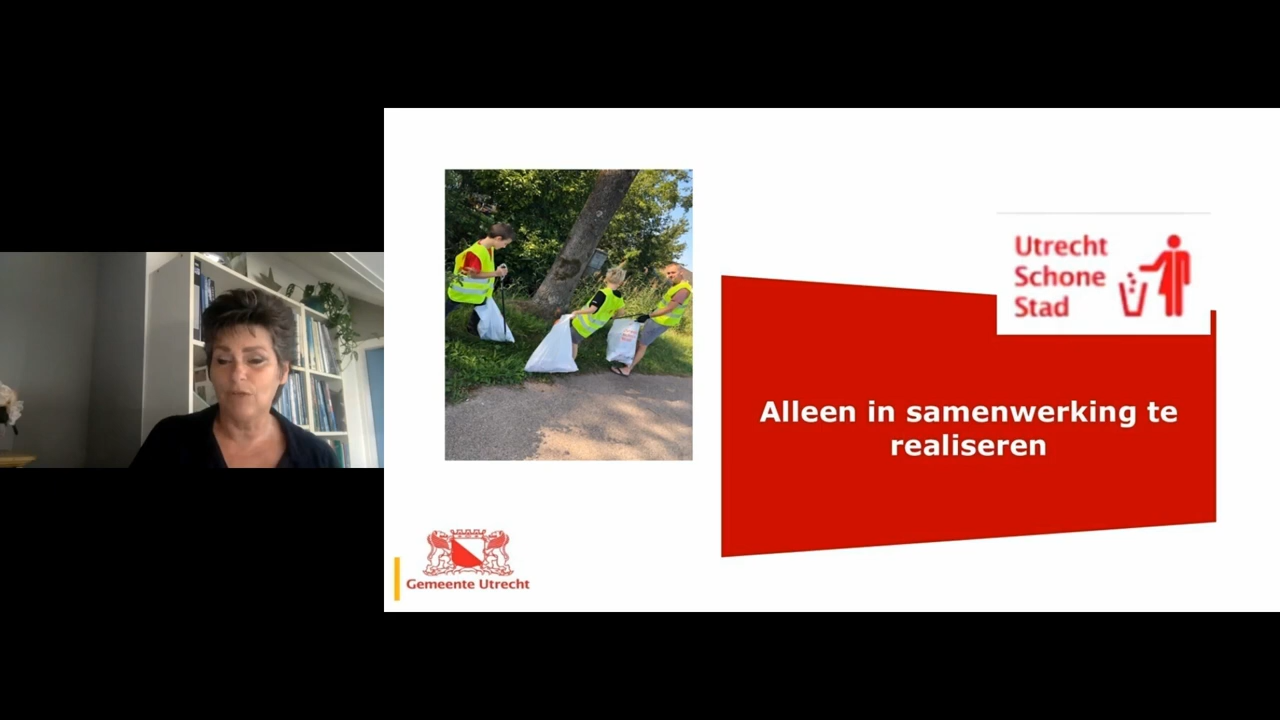 Utrecht
Schone
Stad
Alleen in samenwerking te
realiseren
Gemeente Utrecht